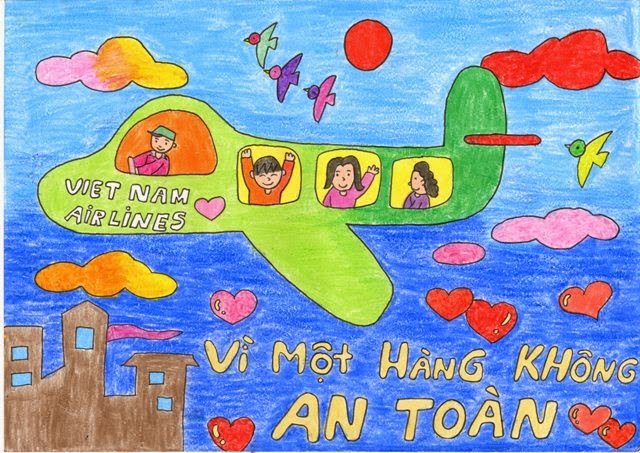 VIET NAM
AIRLINES
Vì Một HÀNG KHÔNG
AN TOÀN